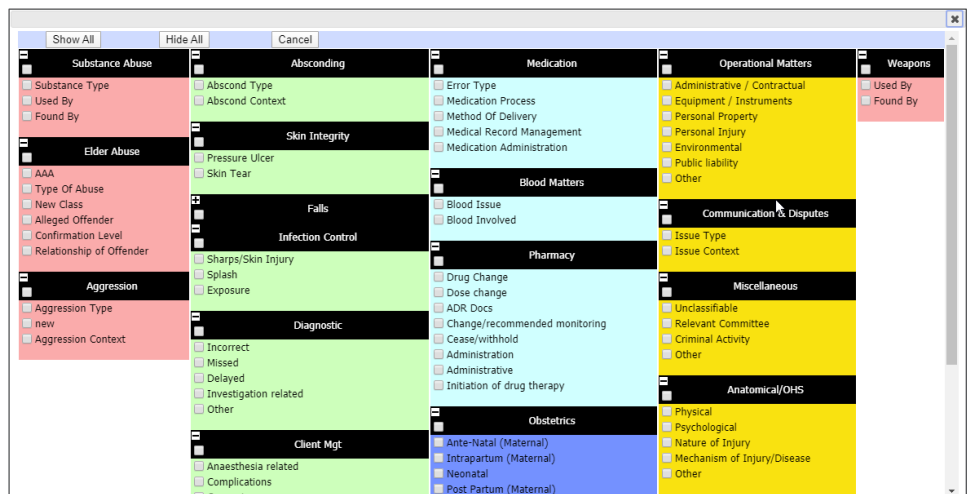 Show All
Hide All
Cancel
Substance Abuse
Substance Type
Used By
Found By
Elder Abuse
AAA
Type Of Abuse
New Class
Alleged Offender
Confirmation Level
Relationship of Offender
Aggression
Aggression Type
new
Aggression Context
Absconding
Abscond Type
Abscond Context
Skin Integrity
Pressure Ulcer
Skin Tear
Falls
Infection Control
Sharps/Skin Injury
Splash
Exposure
Diagnostic
Incorrect
Missed
Delayed
Investigation related
Other
Client Mgt
Anaesthesia related
Complications
Medication
Error Type
Medication Process
Method Of Delivery
Medical Record Management
Medication Administration
Blood Matters
Blood Issue
Blood Involved
Pharmacy
Drug Change
Dose change
ADR Docs
Change/recommended monitoring
Cease/withhold
Administration
Administrative
Initiation of drug therapy
Obstetrics
Ante-Natal (Maternal)
Intrapartum (Maternal)
Neonatal
Post Partum (Maternal)
Operational Matters
Administrative / Contractual
Equipment / Instruments
Personal Property
Personal Injury
Environmental
Public liability
Other
Communication & Disputes
Issue Type
Issue Context
Miscellaneous
Unclassifiable
Relevant Committee
Criminal Activity
Other
Anatomical/OHS
Physical
Psychological
Nature of Injury
Mechanism of Injury/Disease
Other
Weapons
Used By
Found By